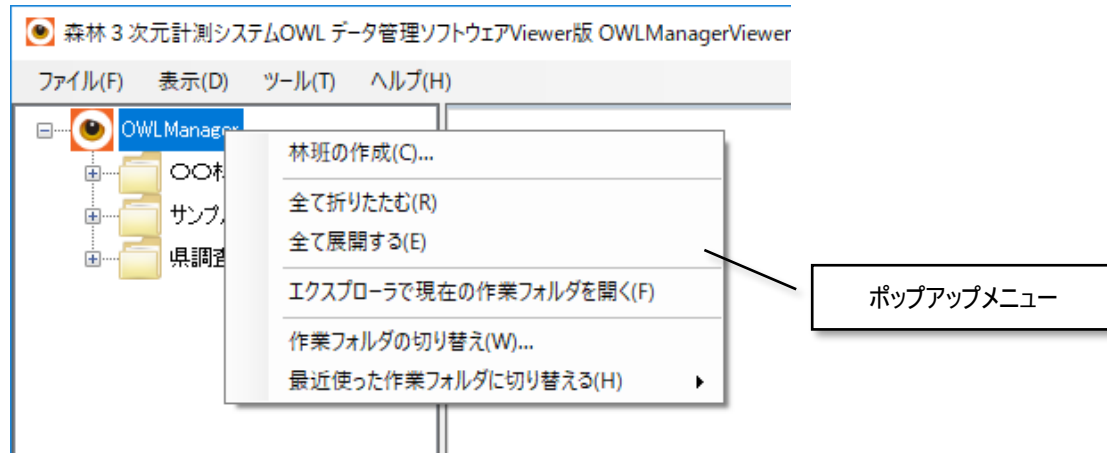 森林３次元計測システムOWL データ管理ソフトウェアViewer版 OWLManagerViewer
ファイル(F) 表示(D) ツール(T) ヘルプ(H)
OWLManager
〇〇
サンプ
県調査
林班の作成(C)...
全て折りたたむ(R)
全て展開する(E)
エクスプローラで現在の作業フォルダを開く(F)
作業フォルダの切り替え(W)...
最近使った作業フォルダに切り替える(H)
ポップアップメニュー